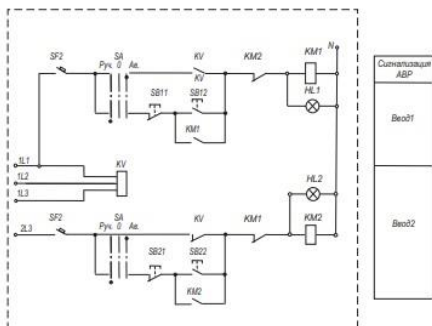 SF2 SA KV KM2 KM1 N
Руч. 0 Ав. KV
HL1
SB11 SB12
KM1
Сигнализация
АВР
Ввод1
Ввод2
1L1
1L2 KV
1L3
HL2
2L3 SF2 SA KV KM1 KM2
Руч. 0 Ав.
SB21 SB22
KM2